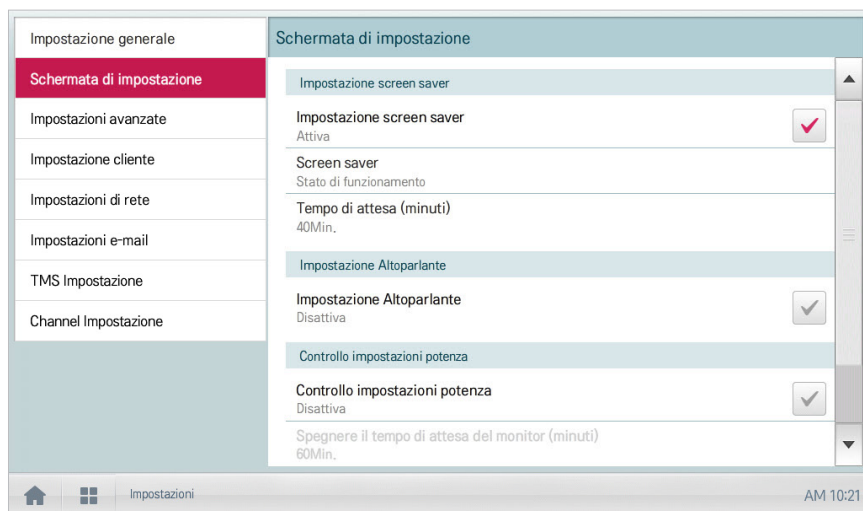 Impostazione generale
Schermata di impostazione
Impostazioni avanzate
Impostazione cliente
Impostazioni di rete
Impostazioni e-mail
TMS Impostazione
Channel Impostazione
Schermata di impostazione
Impostazione screen saver
Impostazione screen saver
Attiva
Screen saver
Stato di funzionamento
Tempo di attesa (minuti)
40Min.
Impostazione Altoparlante
Impostazione Altoparlante
Disattiva
Controllo impostazioni potenza
Controllo impostazioni potenza
Disattiva
Spegnere il tempo di attesa del monitor (minuti)
60Min.
Impostazioni
AM 10:21